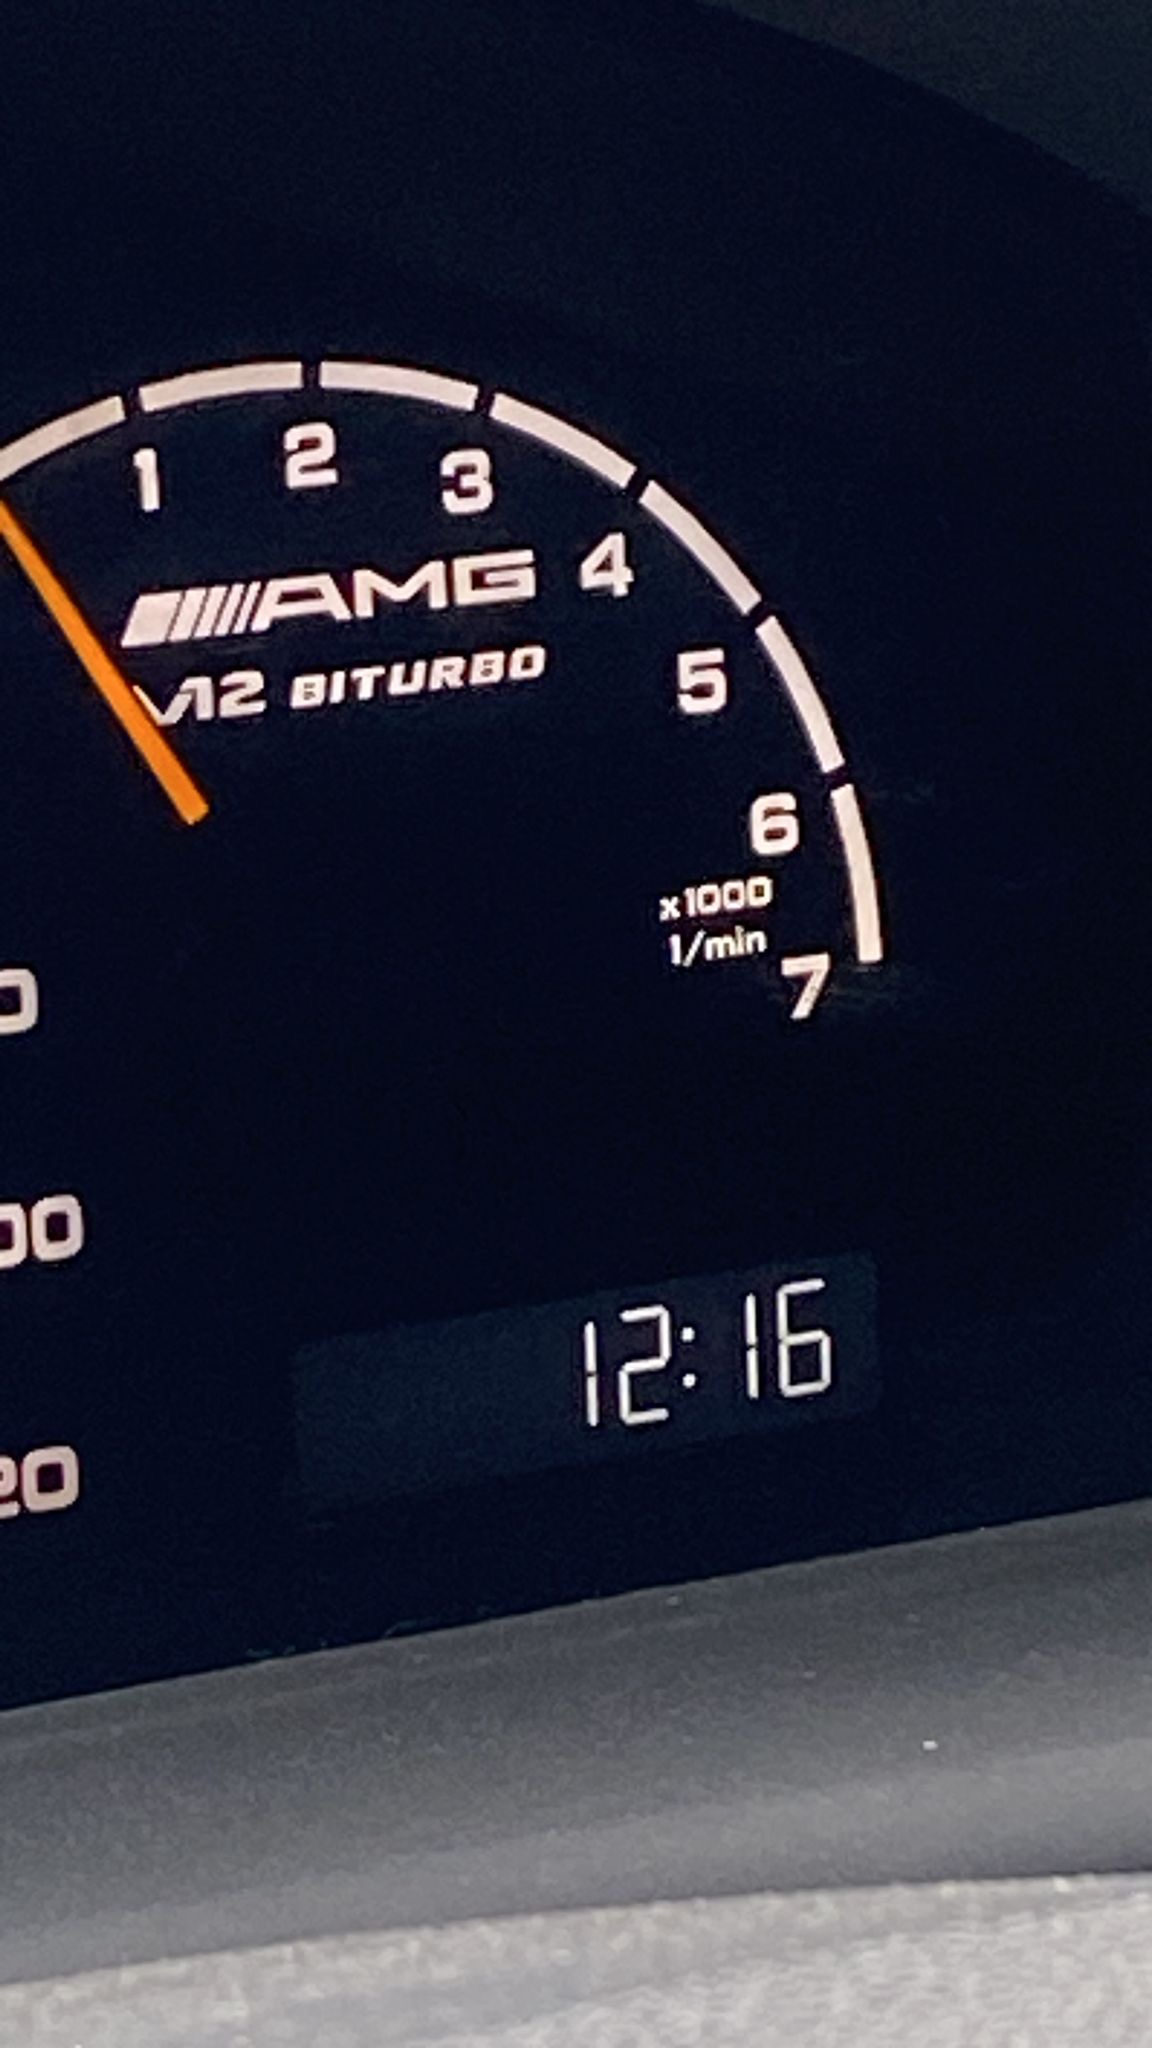 1 2 3 4 5 6 7
AMG
V12 BITURBO
x1000
1/min
12:16